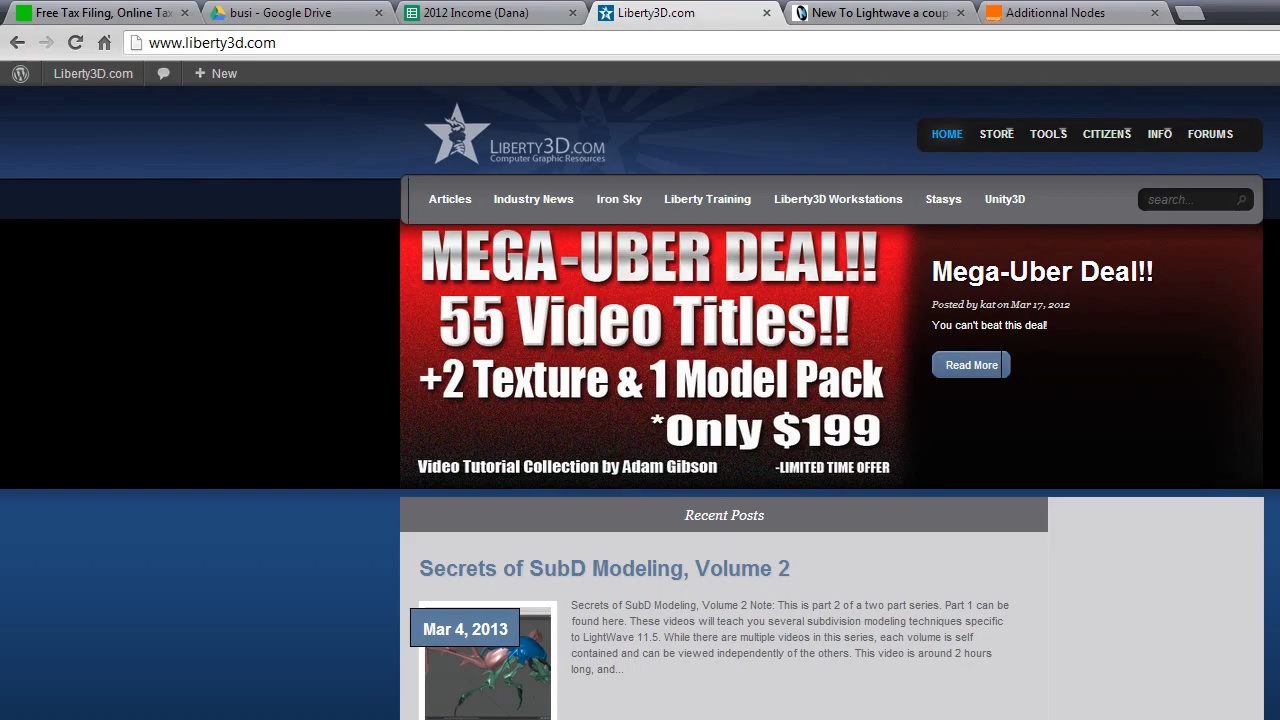 Free Tax Filing, Online Tax
busi - Google Drive
2012 Income (Dana)
Liberty3D.com
New To Lightwave n coup
Additionnal Nodes
www.liberty3d.com
Liberty3D.com
New
LIBERTY3D.COM
Computer Graphic Resources
HOME STORE TOOLS CITIZENS INFO FORUMS
Articles Industry News Iron Sky Liberty Training Liberty3D Workstations Stasys Unity3D
search...
MEGA-UBER DEAL!!
55 Video Titles!!
+2 Texture & 1 Model Pack
*Only $199
Video Tutorial Collection by Adam Gibson -LIMITED TIME OFFER
Mega-Uber Deal!!
Posted by kat on Mar 17, 2012
You can't beat this deal!
Read More
Recent Posts
Secrets of SubD Modeling, Volume 2
Mar 4, 2013
Secrets of SubD Modeling, Volume 2 Note: This is part 2 of a two part series. Part 1 can be
found here. These videos will teach you several subdivision modeling techniques specific
to LightWave 11.5. While there are multiple videos in this series, each volume is self
contained and can be viewed independently of the others. This video is around 2 hours
long, and...